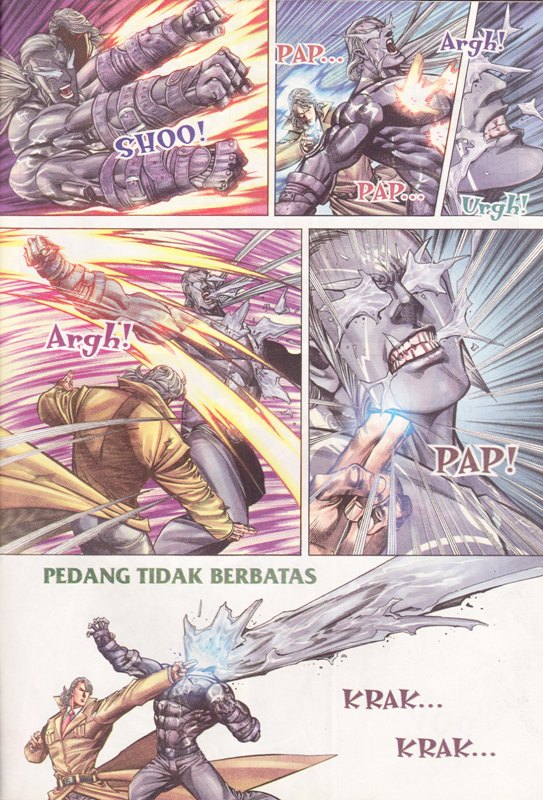 SHOO!
PAP...
PAP...
Argh!
Urgh!
Argh!
PAP!
PEDANG TIDAK BERBATAS
KRAK...
KRAK...